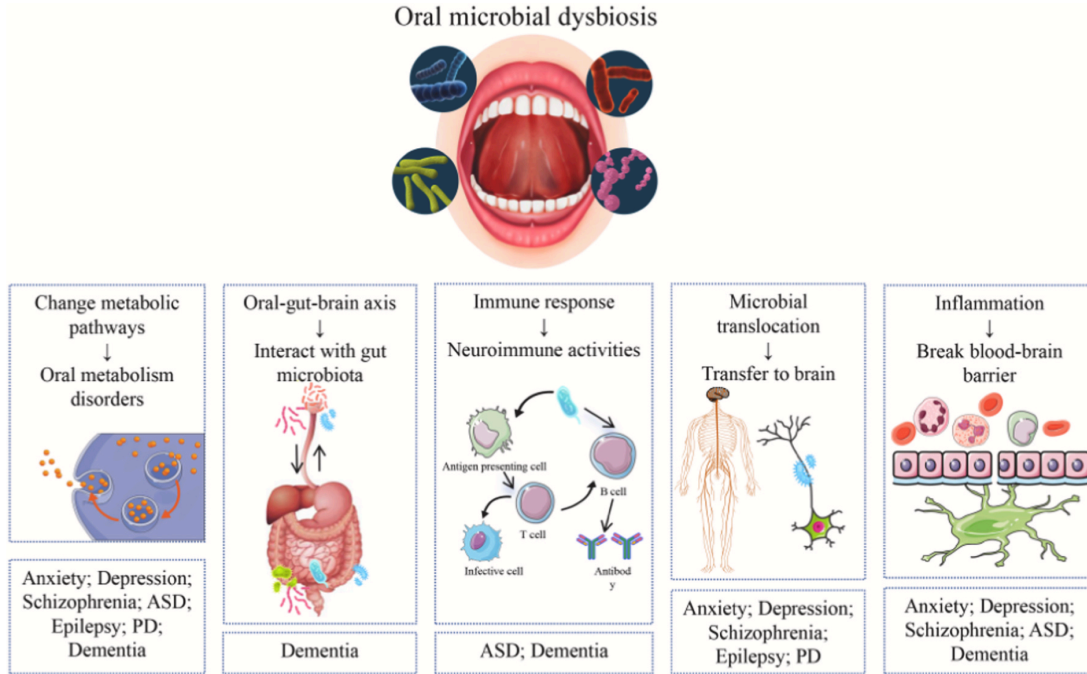 Oral microbial dysbiosis
Change metabolic
pathways
↓
Oral metabolism
disorders
Anxiety; Depression;
Schizophrenia; ASD;
Epilepsy; PD;
Dementia
Oral-gut-brain axis
↓
Interact with gut
microbiota
Dementia
Immune response
↓
Neuroimmune activities
Antigen presenting cell
B cell
T cell
Infective cell
Antibod
y
ASD; Dementia
Microbial
translocation
↓
Transfer to brain
Anxiety; Depression;
Schizophrenia;
Epilepsy; PD
Inflammation
↓
Break blood-brain
barrier
Anxiety; Depression;
Schizophrenia; ASD;
Dementia